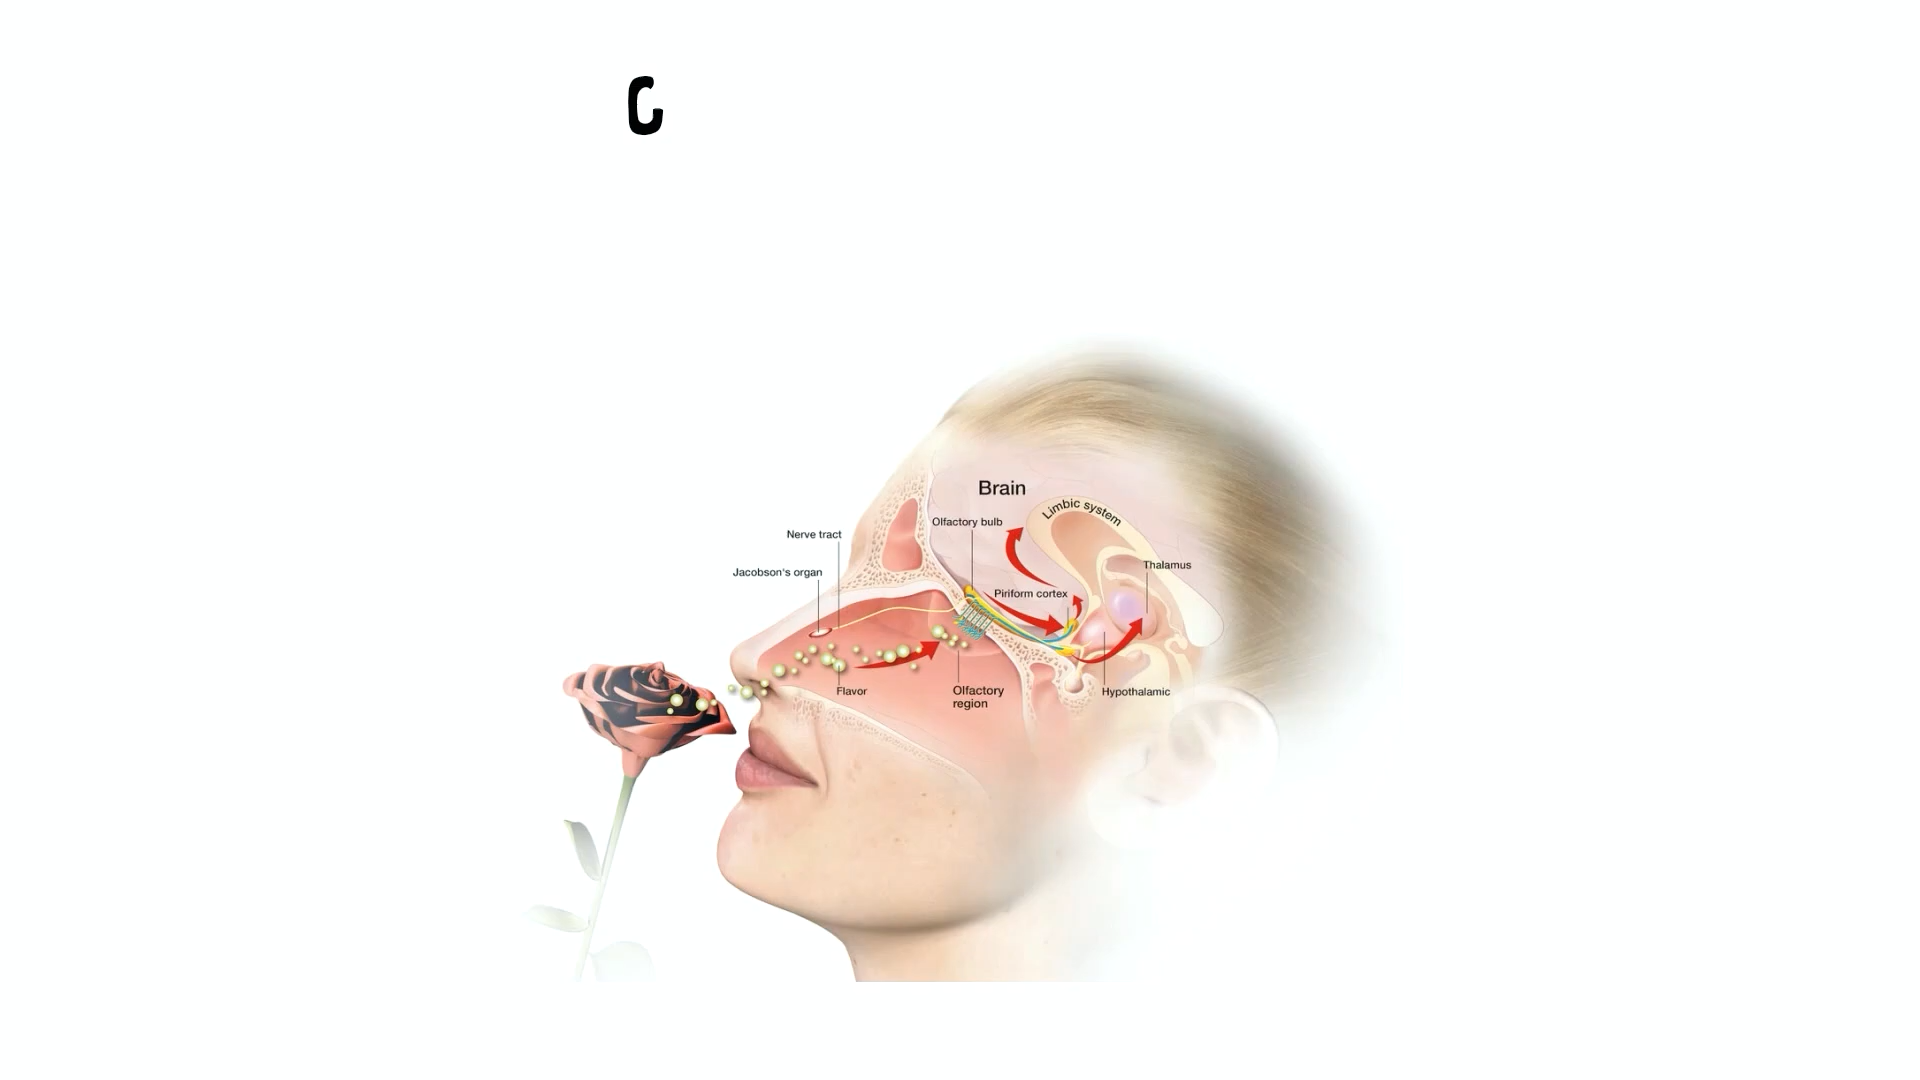 G
Brain
Limbic system
Olfactory bulb
Nerve tract
Thalamus
Jacobson's organ
Piriform cortex
Flavor
Olfactory
region
Hypothalamic